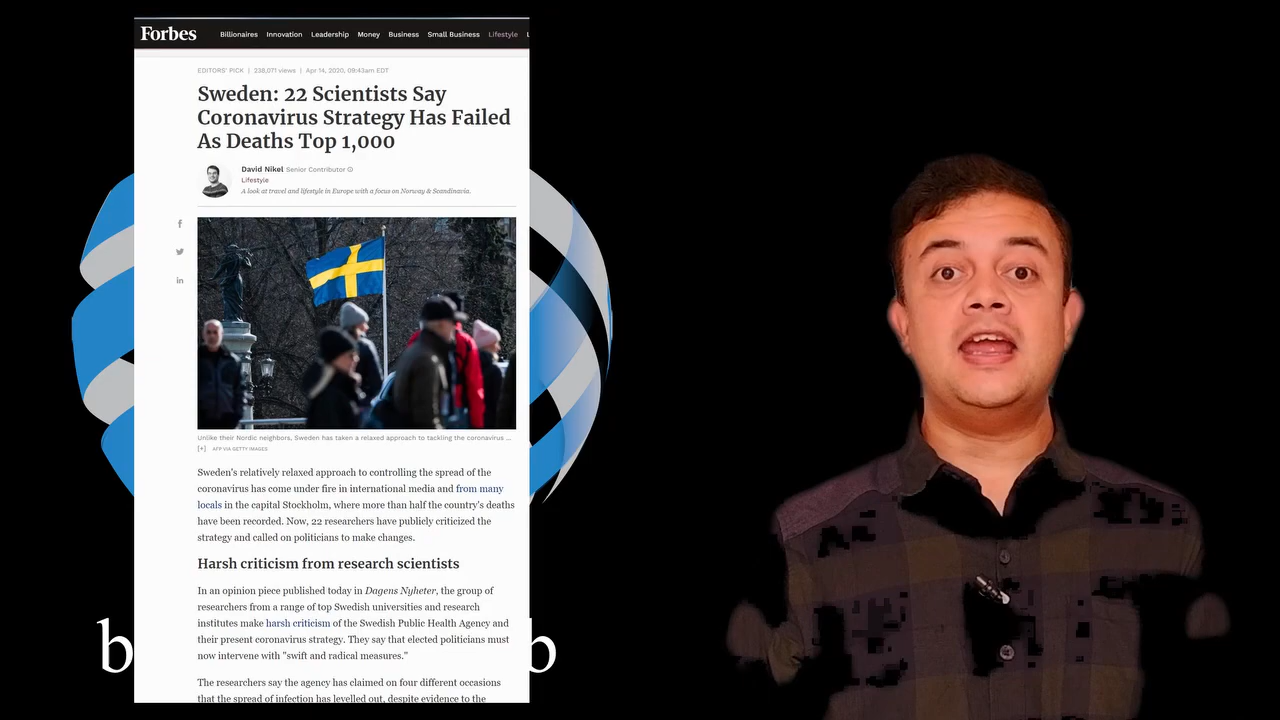 Forbes
Billionaires Innovation Leadership Money Business Small Business Lifestyle L
EDITORS' PICK | 238,071 views | Apr 14, 2020, 09:43am EDT
Sweden: 22 Scientists Say
Coronavirus Strategy Has Failed
As Deaths Top 1,000
David Nikel Senior Contributor
Lifestyle
A look at travel and lifestyle in Europe with a focus on Norway & Scandinavia.
f
in
Unlike their Nordic neighbors, Sweden has taken a relaxed approach to tackling the coronavirus ...
[+] AFP VIA GETTY IMAGES
Sweden's relatively relaxed approach to controlling the spread of the
coronavirus has come under fire in international media and from many
locals in the capital Stockholm, where more than half the country's deaths
have been recorded. Now, 22 researchers have publicly criticized the
strategy and called on politicians to make changes.
Harsh criticism from research scientists
In an opinion piece published today in Dagens Nyheter, the group of
researchers from a range of top Swedish universities and research
institutes make harsh criticism of the Swedish Public Health Agency and
their present coronavirus strategy. They say that elected politicians must
now intervene with "swift and radical measures."
b b
The researchers say the agency has claimed on four different occasions
that the spread of infection has levelled out, despite evidence to the